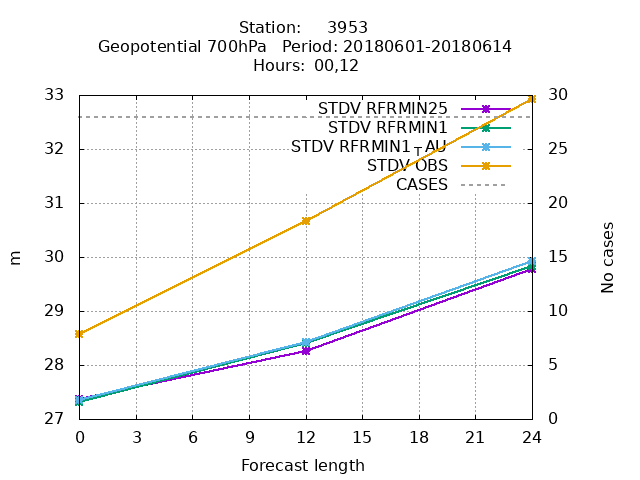 Station: 3953
Geopotential 700hPa Period: 20180601-20180614
Hours: 00,12
33 30
STDV RFRMIN25
STDV RFRMIN1
32 STDV RFRMIN1_AU 25
STDV OBS
CASES
31 20
30 15
m No cases
29 10
28 5
27 0
0 3 6 9 12 15 18 21 24
Forecast length